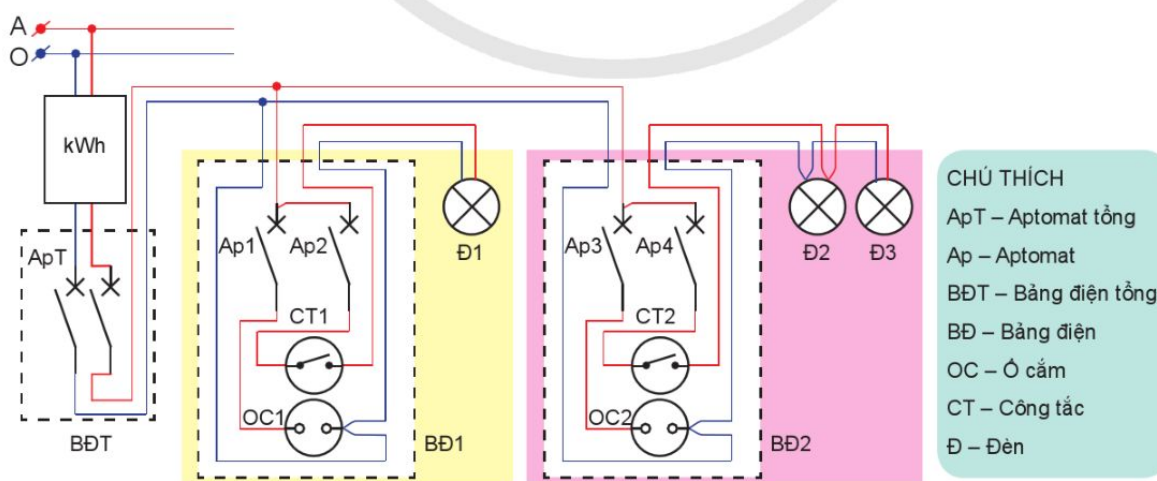 A
O
kWh
ApT
BĐT
Ap1
Ap2
CT1
OC1
BĐ1
Đ1
Ap3
Ap4
CT2
OC2
BĐ2
Đ2
Đ3
CHÚ THÍCH
ApT – Aptomat tổng
Ap – Aptomat
BĐT – Bảng điện tổng
BĐ – Bảng điện
OC – Ổ cắm
CT – Công tắc
Đ – Đèn